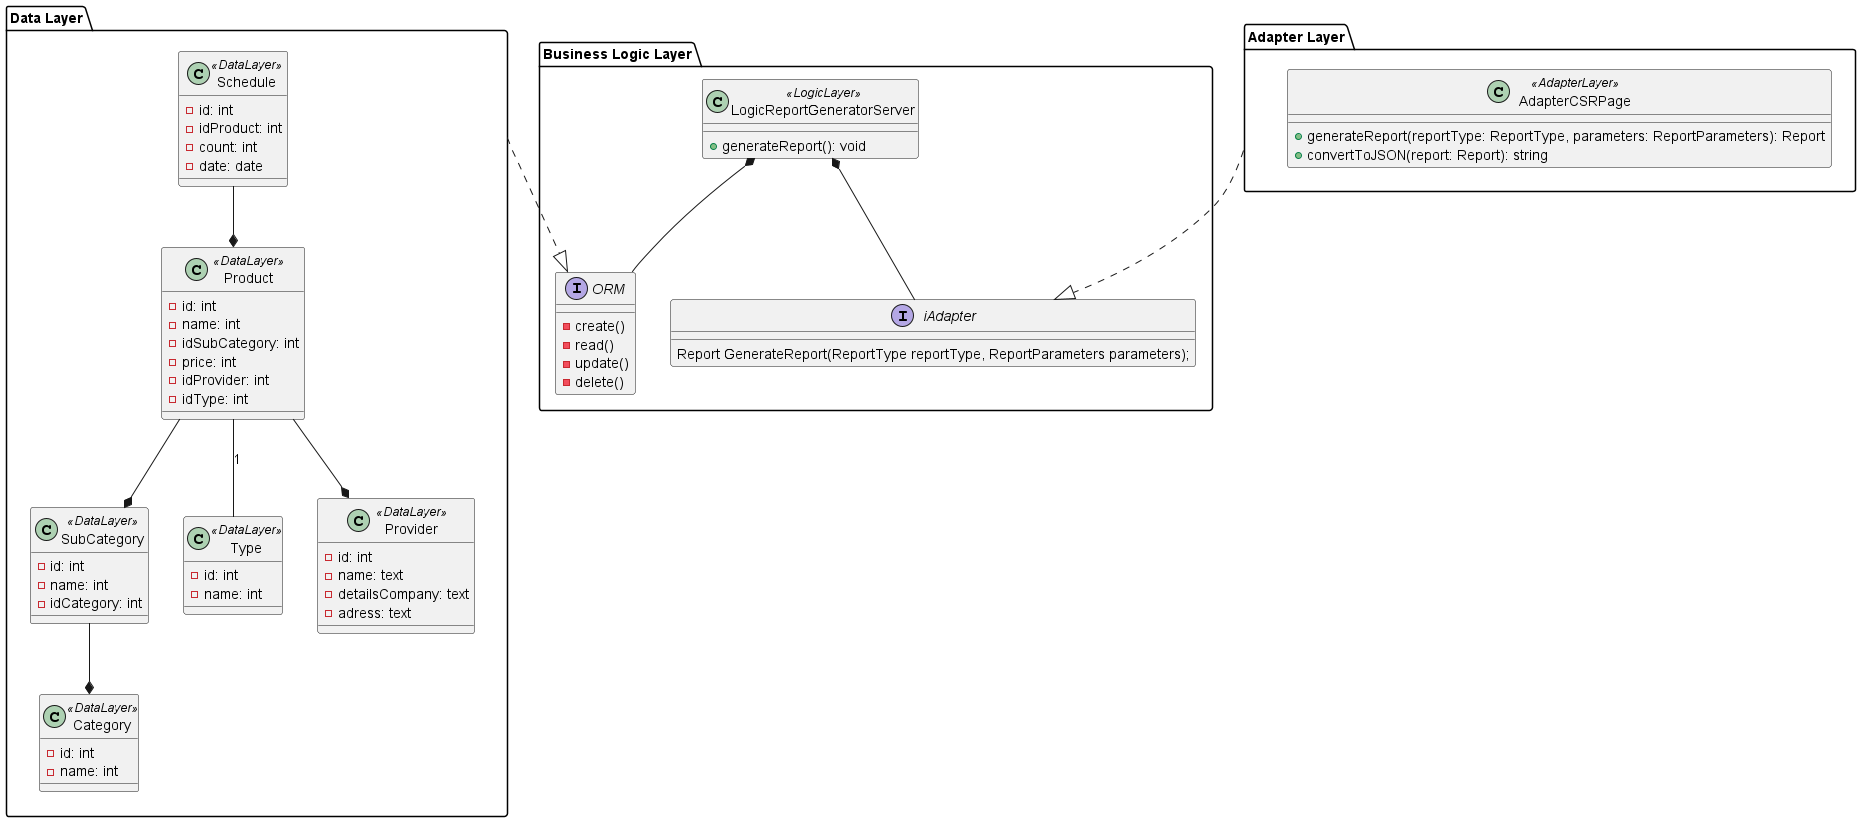 Data Layer
«DataLayer»
C
Schedule
id: int
idProduct: int
count: int
date: date
«DataLayer»
C
Product
id: int
name: int
idSubCategory: int
price: int
idProvider: int
idType: int
1
«DataLayer»
C
SubCategory
id: int
name: int
idCategory: int
«DataLayer»
C
Type
id: int
name: int
«DataLayer»
C
Provider
id: int
name: text
detailsCompany: text
adress: text
«DataLayer»
C
Category
id: int
name: int
Business Logic Layer
«LogicLayer»
C
LogicReportGeneratorServer
generateReport(): void
I ORM
create()
read()
update()
delete()
I iAdapter
Report GenerateReport(ReportType reportType, ReportParameters parameters);
Adapter Layer
«AdapterLayer»
C
AdapterCSRPage
generateReport(reportType: ReportType, parameters: ReportParameters): Report
convertToJSON(report: Report): string